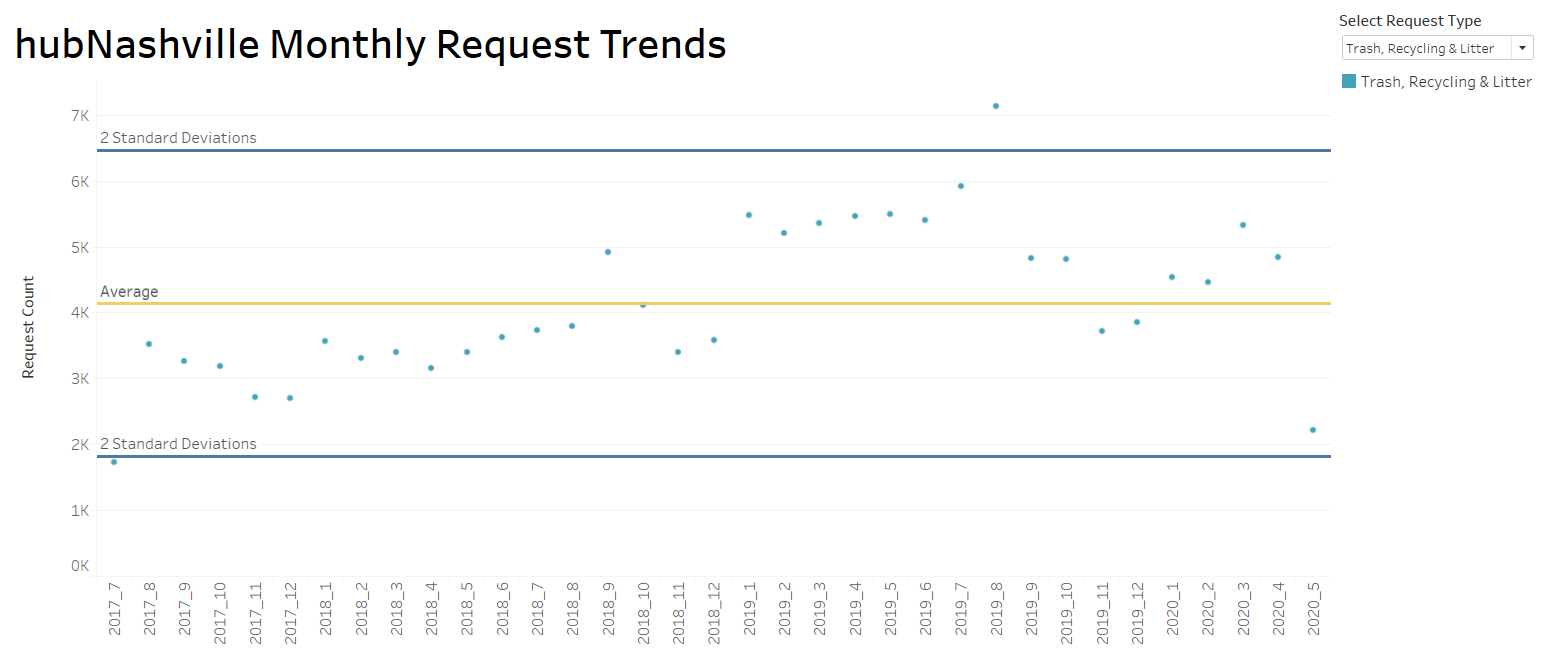 hubNashville Monthly Request Trends
Select Request Type
Trash, Recycling & Litter
Trash, Recycling & Litter
Request Count
7K
2 Standard Deviations
6K
5K
Average
4K
3K
2 Standard Deviations
2K
1K
0K
2017_7
2017_8
2017_9
2017_10
2017_11
2017_12
2018_1
2018_2
2018_3
2018_4
2018_5
2018_6
2018_7
2018_8
2018_9
2018_10
2018_11
2018_12
2019_1
2019_2
2019_3
2019_4
2019_5
2019_6
2019_7
2019_8
2019_9
2019_10
2019_11
2019_12
2020_1
2020_2
2020_3
2020_4
2020_5